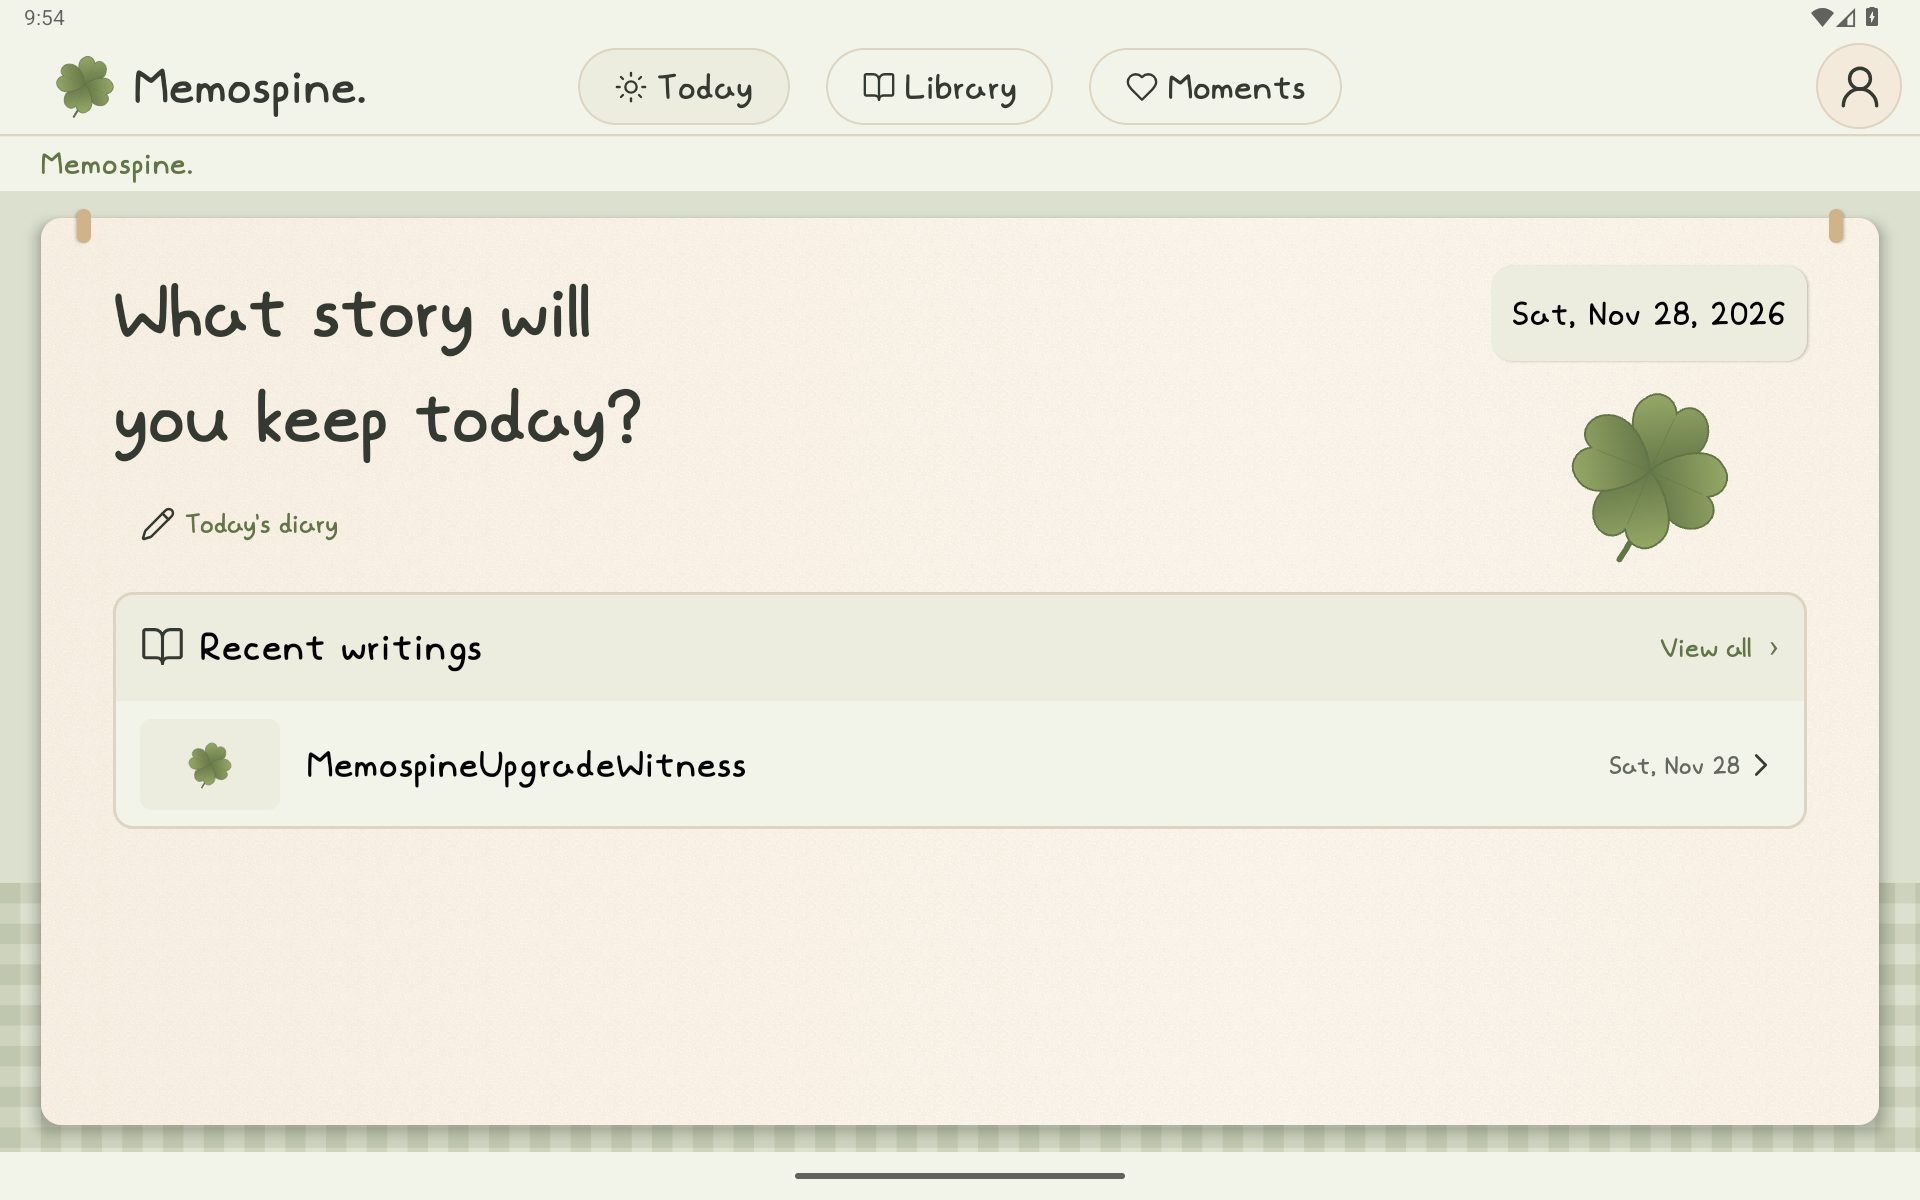 9:54
Memospine.
Today
Library
Moments
Memospine.
What story will
you keep today?
Sat, Nov 28, 2026
Today's diary
Recent writings
View all
MemospineUpgradeWitness
Sat, Nov 28